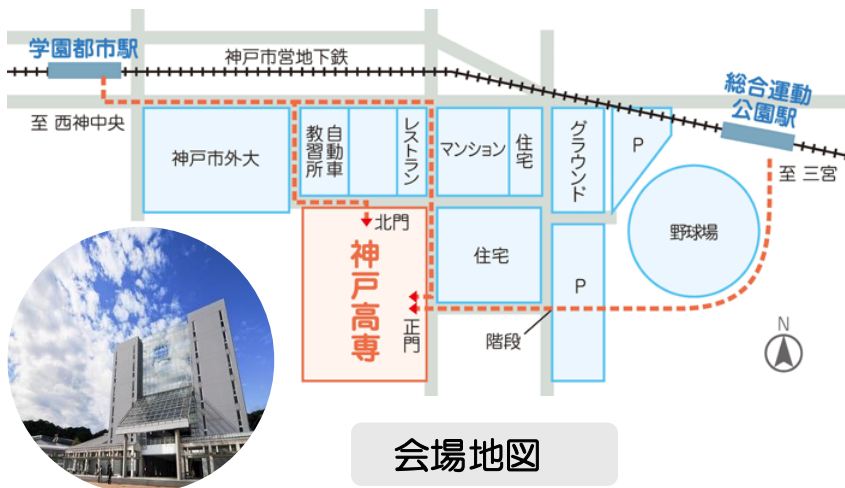 学園都市駅
神戸市営地下鉄
総合運動
公園駅
至 西神中央
至 三宮
神戸市外大
自動車
教習所
レストラン
マンション
住宅
グラウンド
P
野球場
北門
神戸高専
正門
住宅
P
階段
N
会場地図